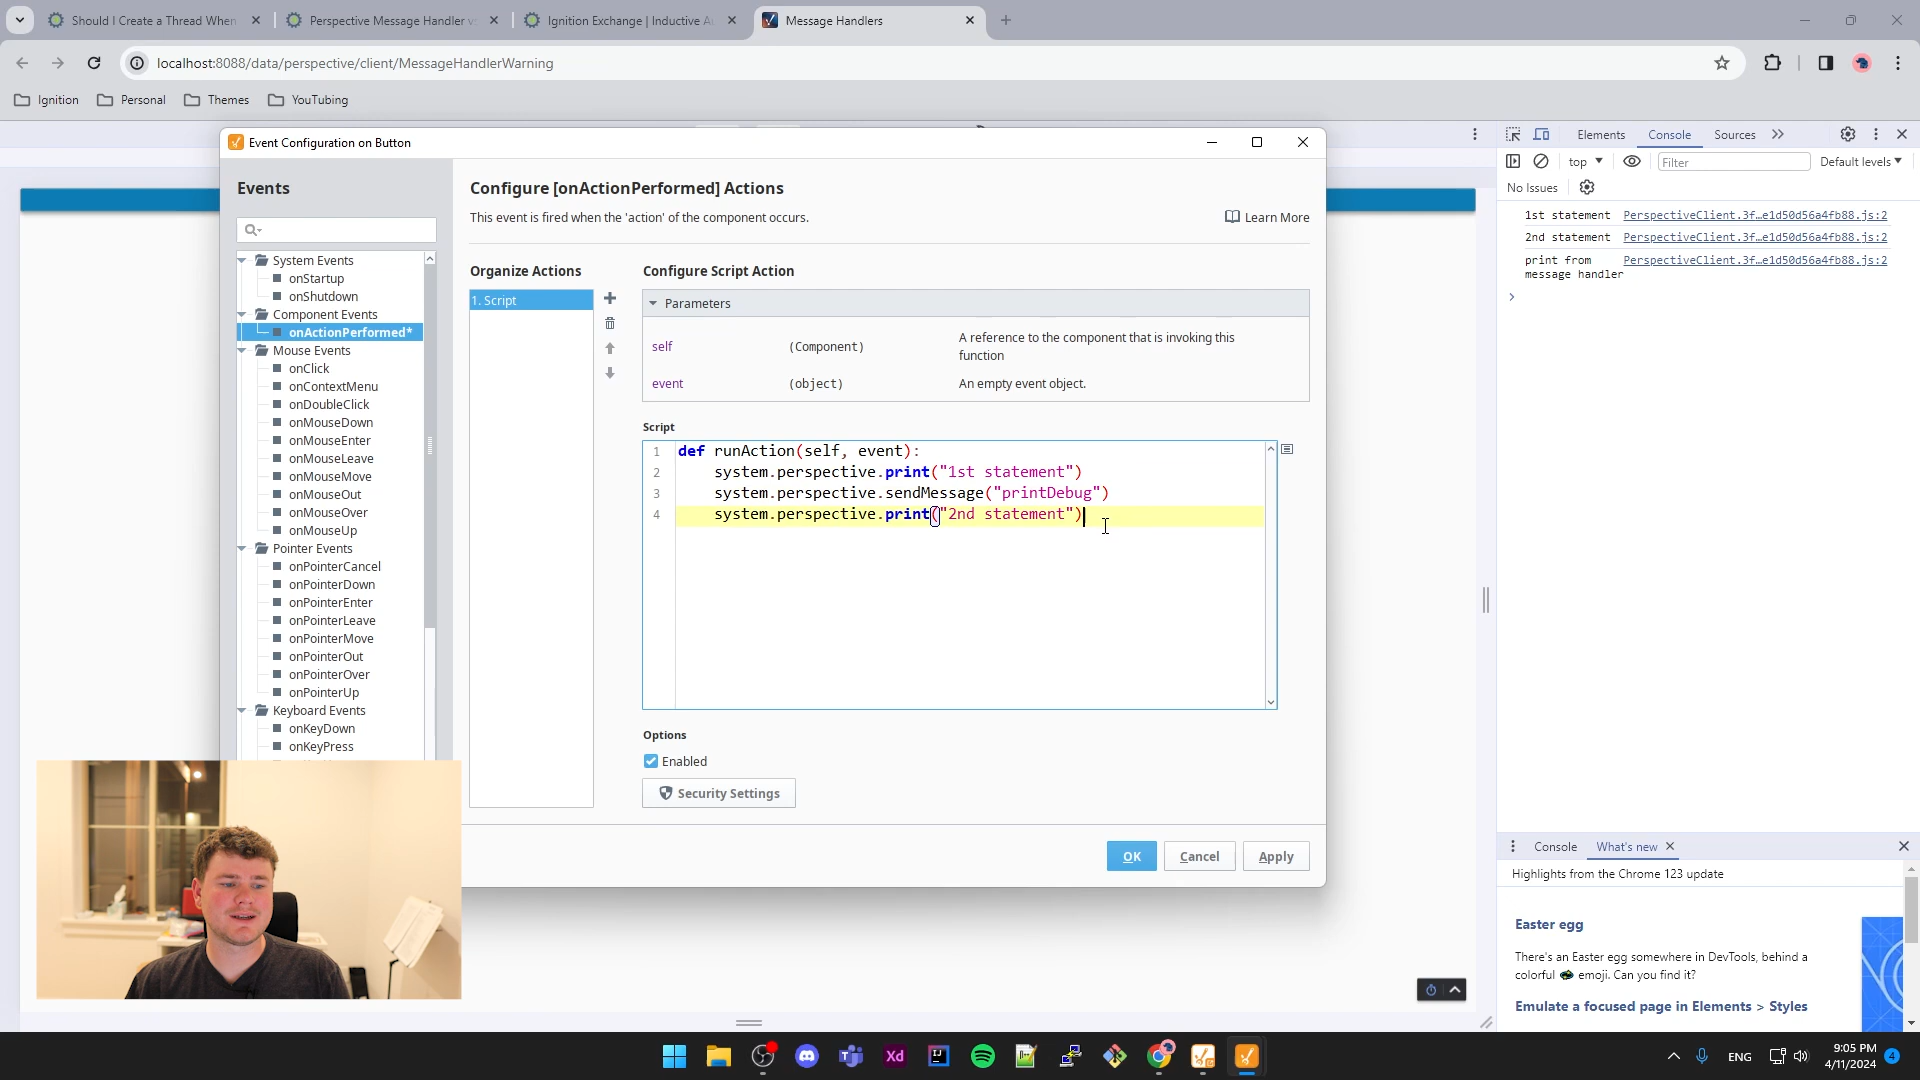 Should I Create a Thread When
Perspective Message Handler vs
Ignition Exchange | Inductive Au
Message Handlers
localhost:8088/data/perspective/client/MessageHandlerWarning
Ignition
Personal
Themes
YouTubing
Event Configuration on Button
Events
System Events
onStartup
onShutdown
Component Events
onActionPerformed*
Mouse Events
onClick
onContextMenu
onDoubleClick
onMouseDown
onMouseEnter
onMouseLeave
onMouseMove
onMouseOut
onMouseOver
onMouseUp
Pointer Events
onPointerCancel
onPointerDown
onPointerEnter
onPointerLeave
onPointerMove
onPointerOut
onPointerOver
onPointerUp
Keyboard Events
onKeyDown
onKeyPress
Configure [onActionPerformed] Actions
This event is fired when the 'action' of the component occurs.
Learn More
Organize Actions
1. Script
Configure Script Action
Parameters
self (Component) A reference to the component that is invoking this
function
event (object) An empty event object.
Script
1 def runAction(self, event):
2 system.perspective.print("1st statement")
3 system.perspective.sendMessage("printDebug")
4 system.perspective.print("2nd statement")
Options
Enabled
Security Settings
OK
Cancel
Apply
Elements
Console
Sources
top
Filter
Default levels
No Issues
1st statement PerspectiveClient.3f…e1d50d56a4fb88.js:2
2nd statement PerspectiveClient.3f…e1d50d56a4fb88.js:2
print from PerspectiveClient.3f…e1d50d56a4fb88.js:2
message handler
Console
What's new
Highlights from the Chrome 123 update
Easter egg
There's an Easter egg somewhere in DevTools, behind a
colorful emoji. Can you find it?
Emulate a focused page in Elements > Styles
Xd
ENG
9:05 PM
4/11/2024
4